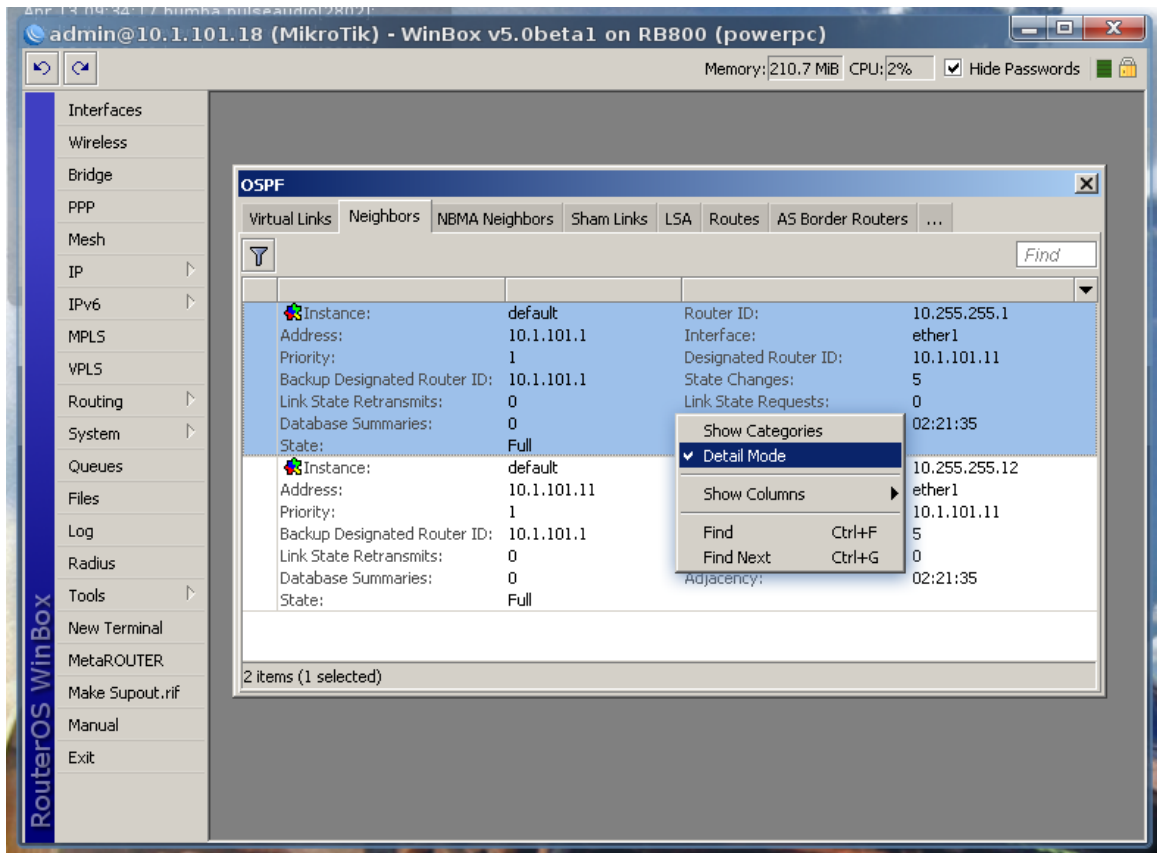 Apr 13 09:34:17 humba pulseaudio[2802]:
admin@10.1.101.18 (MikroTik) - WinBox v5.0beta1 on RB800 (powerpc)
Memory: 210.7 MiB CPU: 2% Hide Passwords
Interfaces
Wireless
Bridge
PPP
Mesh
IP
IPv6
MPLS
VPLS
Routing
System
Queues
Files
Log
Radius
Tools
New Terminal
MetaROUTER
Make Supout.rif
Manual
Exit
RouterOS WinBox
OSPF
Virtual Links Neighbors NBMA Neighbors Sham Links LSA Routes AS Border Routers ...
Find
Instance: default Router ID: 10.255.255.1
Address: 10.1.101.1 Interface: ether1
Priority: 1 Designated Router ID: 10.1.101.11
Backup Designated Router ID: 10.1.101.1 State Changes: 5
Link State Retransmits: 0 Link State Requests: 0
Database Summaries: 0 02:21:35
State: Full
Instance: default 10.255.255.12
Address: 10.1.101.11 ether1
Priority: 1 10.1.101.11
Backup Designated Router ID: 10.1.101.1 5
Link State Retransmits: 0 0
Database Summaries: 0 Adjacency: 02:21:35
State: Full
Show Categories
Detail Mode
Show Columns
Find Ctrl+F
Find Next Ctrl+G
2 items (1 selected)